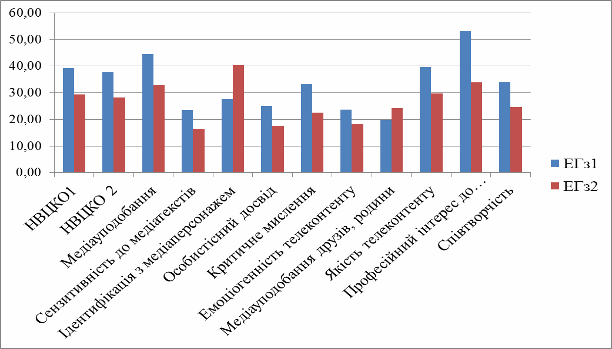 60,00
50,00
40,00
30,00
20,00
10,00
0,00
НВЦКО1
НВЦКО 2
Медіауподобання
Сензитивність до медіатекстів
Ідентифікація з медіаперсонажем
Особистісний досвід
Критичне мислення
Емоціогенність телеконтенту
Медіауподобання друзів, родини
Якість телеконтенту
Професійний інтерес до…
Співтворчість
ЕГз1
ЕГз2